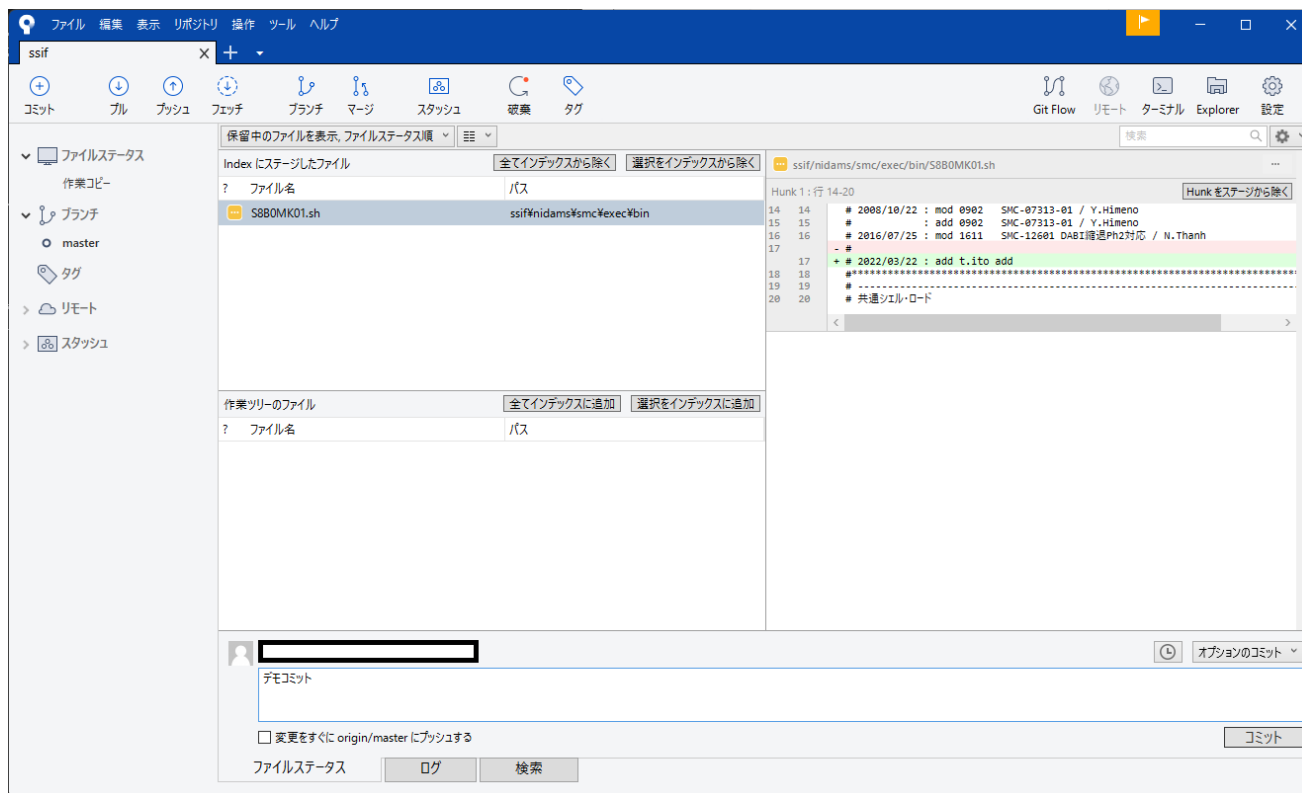 ファイル 編集 表示 リポジトリ 操作 ツール ヘルプ
ssif
コミット プル プッシュ フェッチ ブランチ マージ スタッシュ 破棄 タグ Git Flow リモート ターミナル Explorer 設定
保留中のファイルを表示, ファイルステータス順 検索
ファイルステータス
作業コピー
ブランチ
master
タグ
リモート
スタッシュ
Index にステージしたファイル 全てインデックスから除く 選択をインデックスから除く
? ファイル名 パス
S8B0MK01.sh ssif¥nidams¥smc¥exec¥bin
ssif/nidams/smc/exec/bin/S8B0MK01.sh
Hunk 1 : 行 14-20 Hunk をステージから除く
14 14 # 2008/10/22 : mod 0902 SMC-07313-01 / Y.Himeno
15 15 # : add 0902 SMC-07313-01 / Y.Himeno
16 16 # 2016/07/25 : mod 1611 SMC-12601 DABI縮退Ph2対応 / N.Thanh
17 - #
17 + # 2022/03/22 : add t.ito add
18 18 #******************************************************************************
19 19 # ------------------------------------------------------------------------------
20 20 # 共通シェル・ロード
作業ツリーのファイル 全てインデックスに追加 選択をインデックスに追加
? ファイル名 パス
オプションのコミット
デモコミット
変更をすぐに origin/master にプッシュする
コミット
ファイルステータス ログ 検索